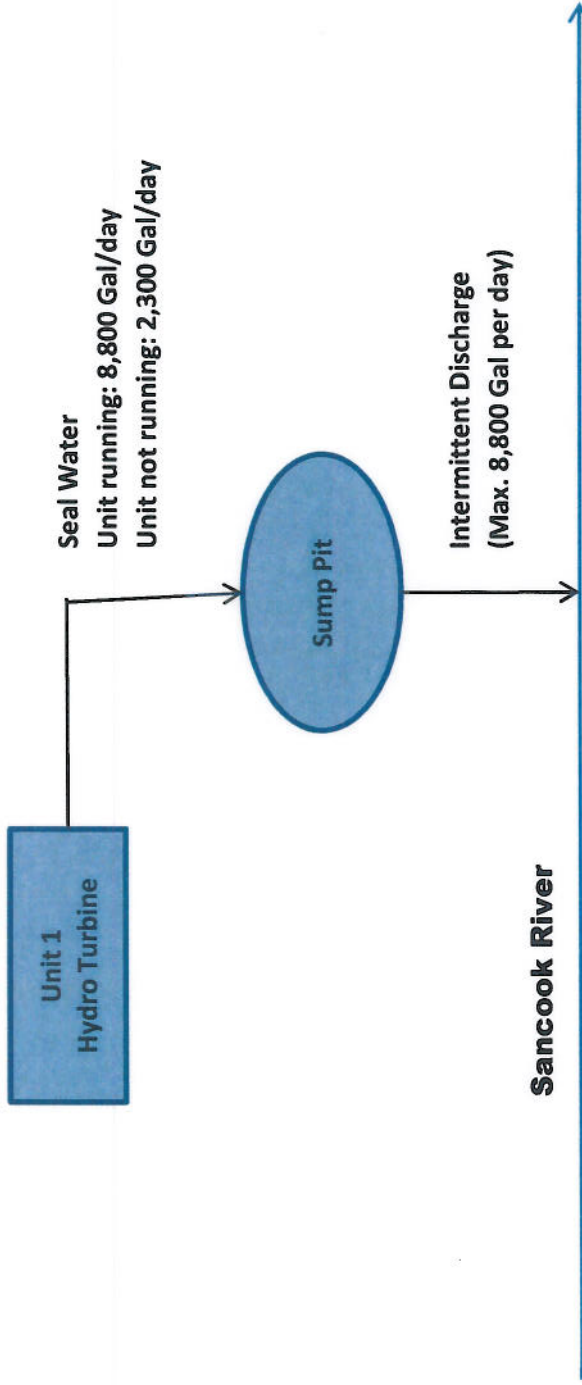 Unit 1
Hydro Turbine
Seal Water
Unit running: 8,800 Gal/day
Unit not running: 2,300 Gal/day
Sump Pit
Intermittent Discharge
(Max. 8,800 Gal per day)
Sancook River